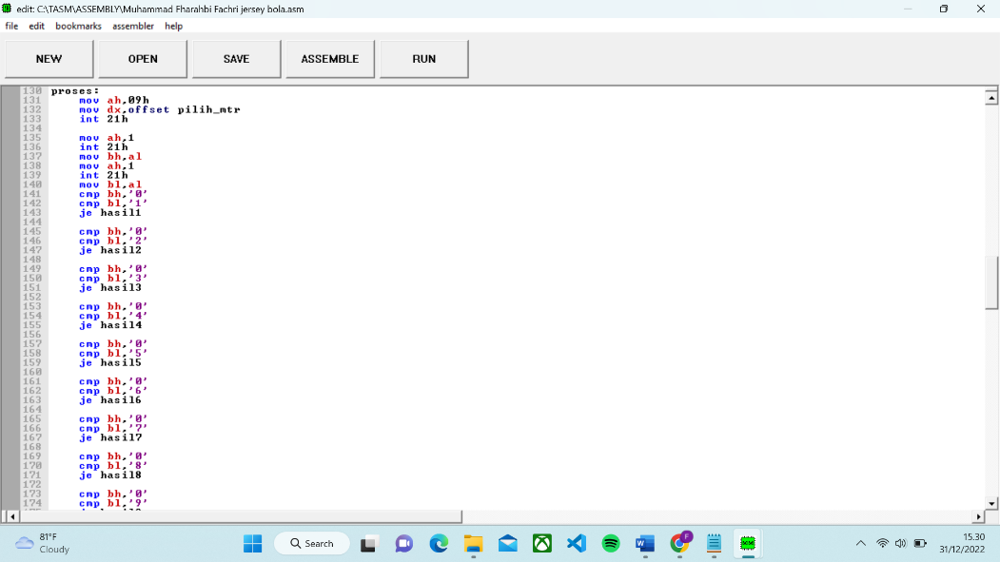 edit: C:\TASM\ASSEMBLY\Muhammad Fharahbi Fachri jersey bola.asm
file edit bookmarks assembler help
NEW OPEN SAVE ASSEMBLE RUN
130 proses:
131 mov ah,09h
132 mov dx,offset pilih_mtr
133 int 21h
134
135 mov ah,1
136 int 21h
137 mov bh,al
138 mov ah,1
139 int 21h
140 mov bl,al
141 cmp bh,'0'
142 cmp bl,'1'
143 je hasil1
144
145 cmp bh,'0'
146 cmp bl,'2'
147 je hasil2
148
149 cmp bh,'0'
150 cmp bl,'3'
151 je hasil3
152
153 cmp bh,'0'
154 cmp bl,'4'
155 je hasil4
156
157 cmp bh,'0'
158 cmp bl,'5'
159 je hasil5
160
161 cmp bh,'0'
162 cmp bl,'6'
163 je hasil6
164
165 cmp bh,'0'
166 cmp bl,'7'
167 je hasil7
168
169 cmp bh,'0'
170 cmp bl,'8'
171 je hasil8
172
173 cmp bh,'0'
174 cmp bl,'9'
81°F
Cloudy
Search
F
15.30
31/12/2022